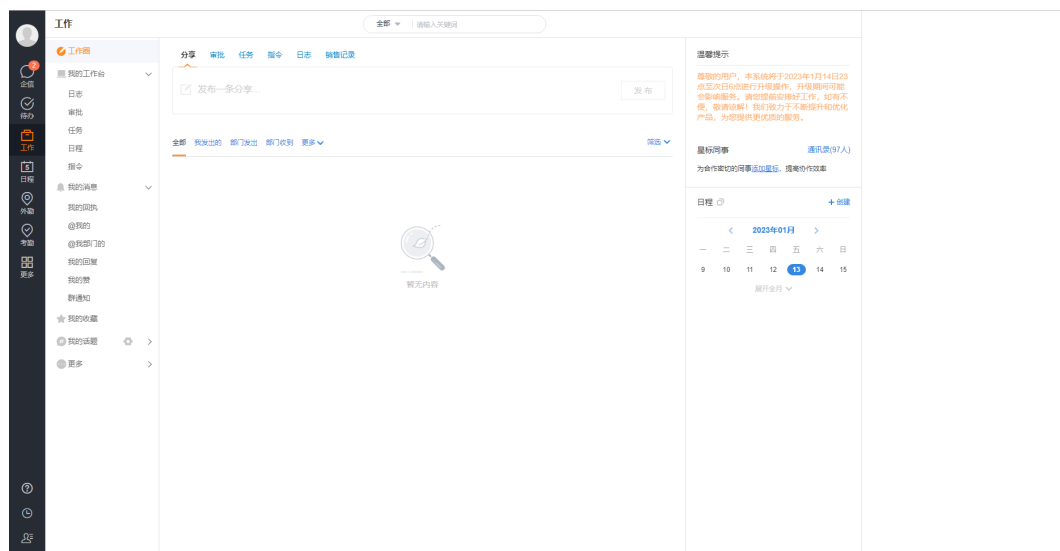 工作
全部
请输入关键词
2
企信
待办
工作
日程
外勤
考勤
更多
工作圈
我的工作台
日志
审批
任务
日程
指令
我的消息
我的回执
@我的
@我部门的
我的回复
我的赞
群通知
我的收藏
我的话题
更多
分享 审批 任务 指令 日志 销售记录
发布一条分享...
发布
全部 我发出的 部门发出 部门收到 更多
筛选
暂无内容
温馨提示
尊敬的用户，本系统将于2023年1月14日23
点至次日6点进行升级操作，升级期间可能
会影响服务。请您提前安排好工作，如有不
便，敬请谅解！我们致力于不断提升和优化
产品，为您提供更优质的服务。
星标同事 通讯录(97人)
为合作密切的同事添加星标，提高协作效率
日程 + 创建
2023年01月
一 二 三 四 五 六 日
9 10 11 12 13 14 15
展开全月